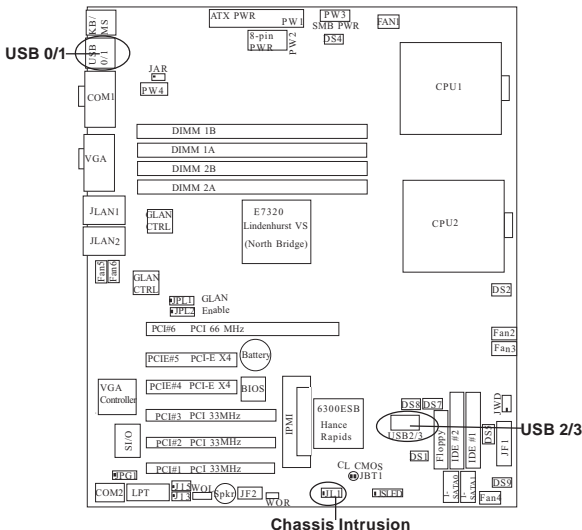 KB/
MS
USB
0/1
USB 0/1
ATX PWR
PW1
8-pin
PWR
PW2
PW3
SMB PWR
DS4
FAN1
CPU1
JAR
PW4
COM1
DIMM 1B
DIMM 1A
DIMM 2B
DIMM 2A
VGA
E7320
Lindenhurst VS
(North Bridge)
CPU2
JLAN1
GLAN
CTRL
JLAN2
Fan5
Fan6
GLAN
CTRL
DS2
JPL1
JPL2
GLAN
Enable
PCI#6 PCI 66 MHz
Fan2
Fan3
PCIE#5 PCI-E X4
Battery
VGA
Controller
PCIE#4 PCI-E X4
BIOS
PCI#3 PCI 33MHz
IPMI
6300ESB
Hance
Rapids
DS8
DS7
USB2/3
USB 2/3
JWD
SI/O
PCI#2 PCI 33MHz
DS1
Floppy
IDE #2
IDE #1
JF1
JPG1
PCI#1 PCI 33MHz
CL CMOS
JBT1
DS9
COM2
LPT
WOL
Spkr
JF2
WOR
JL1
JSLED
SATA0
SATA1
Fan4
Chassis Intrusion